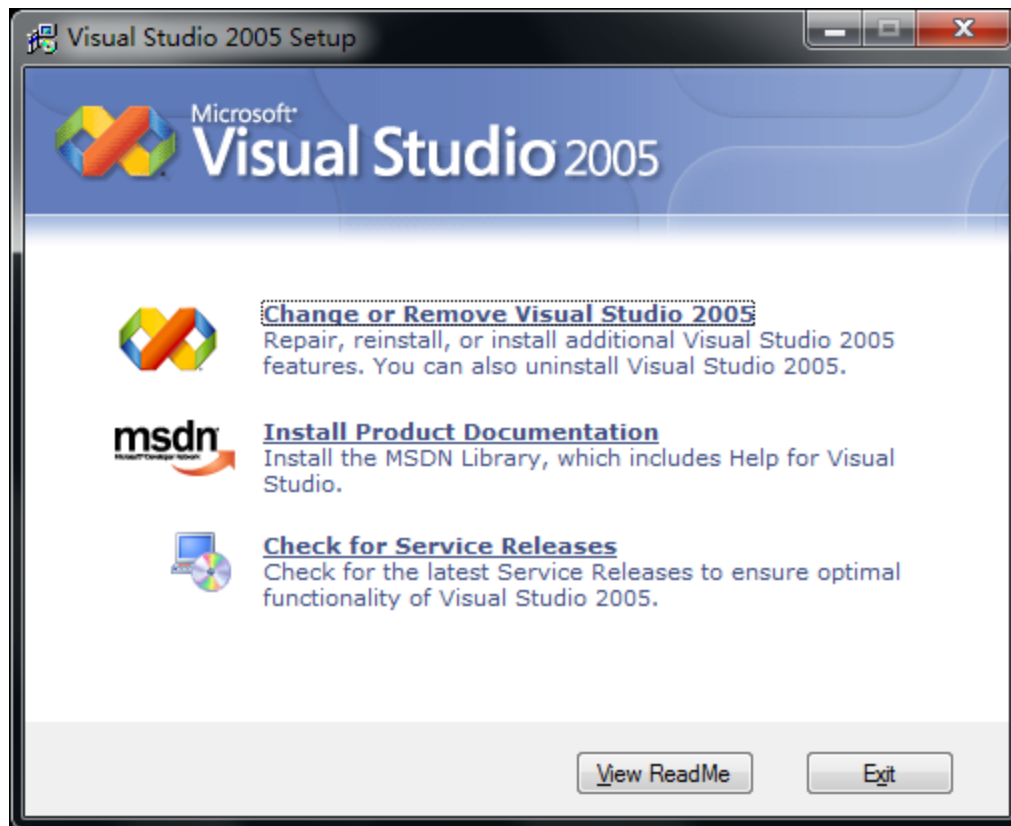 Visual Studio 2005 Setup
Microsoft
Visual Studio 2005
Change or Remove Visual Studio 2005
Repair, reinstall, or install additional Visual Studio 2005
features. You can also uninstall Visual Studio 2005.
msdn
Install Product Documentation
Install the MSDN Library, which includes Help for Visual
Studio.
Check for Service Releases
Check for the latest Service Releases to ensure optimal
functionality of Visual Studio 2005.
View ReadMe
Exit